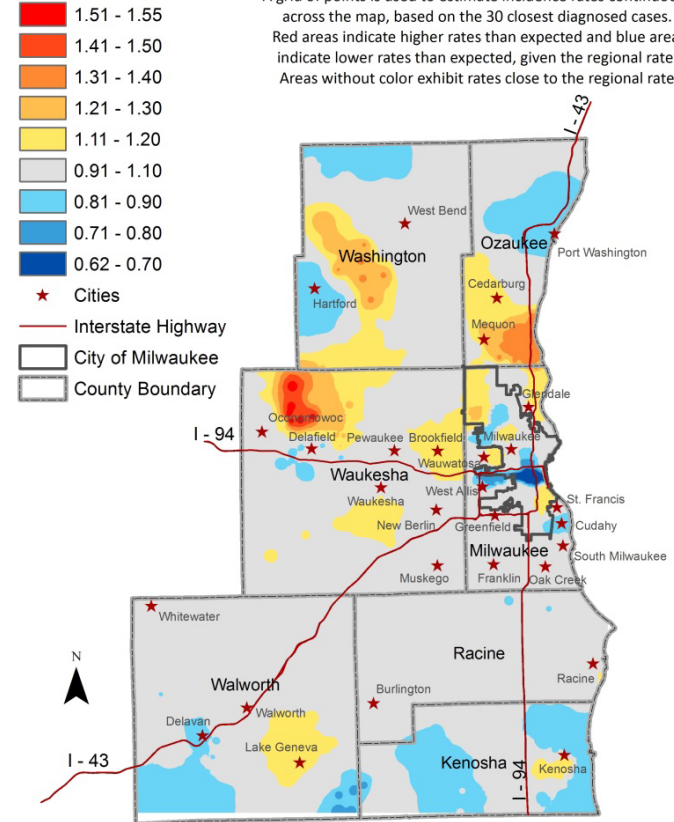 across the map, based on the 30 closest diagnosed cases.
Red areas indicate higher rates than expected and blue area
indicate lower rates than expected, given the regional rate
Areas without color exhibit rates close to the regional rate
1.51 - 1.55
1.41 - 1.50
1.31 - 1.40
1.21 - 1.30
1.11 - 1.20
0.91 - 1.10
0.81 - 0.90
0.71 - 0.80
0.62 - 0.70
Cities
Interstate Highway
City of Milwaukee
County Boundary
I - 43
West Bend
Ozaukee
Washington
Port Washington
Hartford
Cedarburg
Mequon
Glendale
Oconomowoc
I - 94
Delafield
Pewaukee
Brookfield
Milwaukee
Wauwatosa
Waukesha
West Allis
Waukesha
St. Francis
New Berlin
Greenfield
Cudahy
Milwaukee
South Milwaukee
Muskego
Franklin
Oak Creek
Whitewater
N
Racine
Racine
Walworth
Burlington
Walworth
Delavan
Lake Geneva
I - 43
Kenosha
Kenosha
I - 94